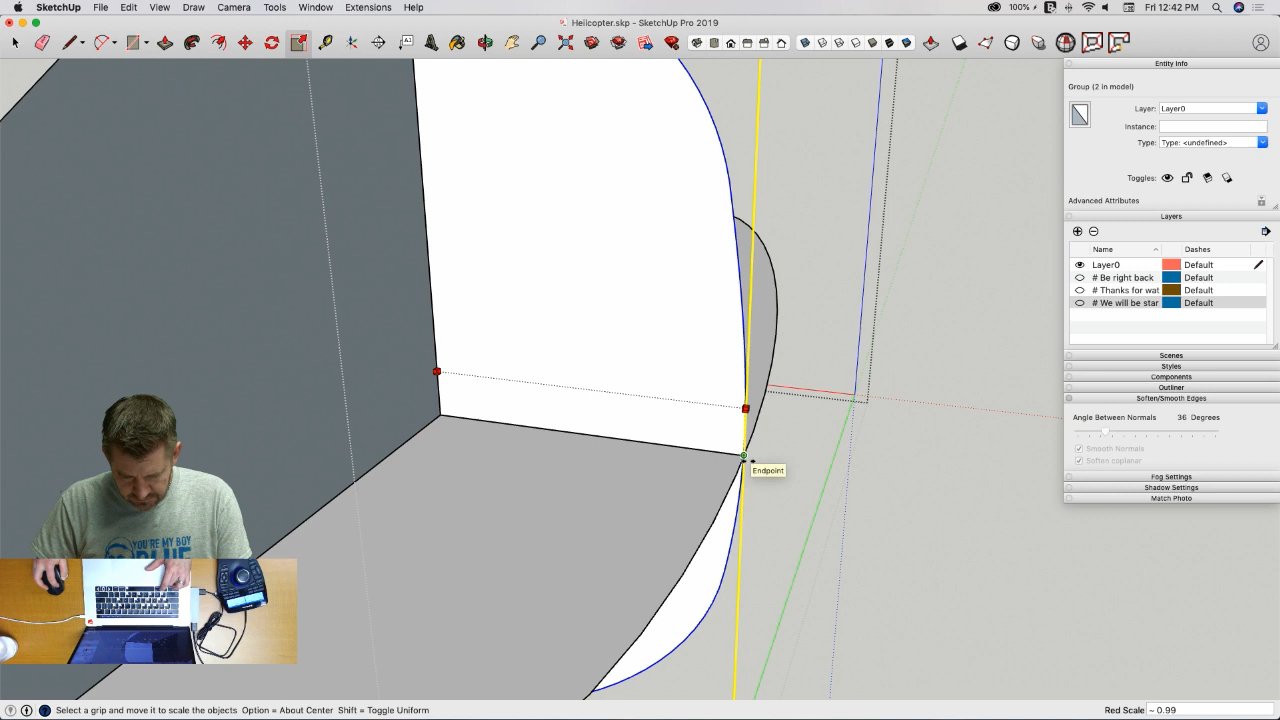 SketchUp File Edit View Draw Camera Tools Window Extensions Help
100% Fri 12:42 PM
Helicopter.skp - SketchUp Pro 2019
Entity Info
Group (2 in model)
Layer: Layer0
Instance:
Type: Type: <undefined>
Toggles:
Advanced Attributes
Layers
Name Dashes
Layer0 Default
# Be right back Default
# Thanks for wat Default
# We will be star Default
Scenes
Styles
Components
Outliner
Soften/Smooth Edges
Angle Between Normals 36 Degrees
Smooth Normals
Soften coplanar
Fog Settings
Shadow Settings
Match Photo
Endpoint
YOU'RE MY BOY
BLUE
Select a grip and move it to scale the objects Option = About Center Shift = Toggle Uniform
Red Scale ~ 0.99